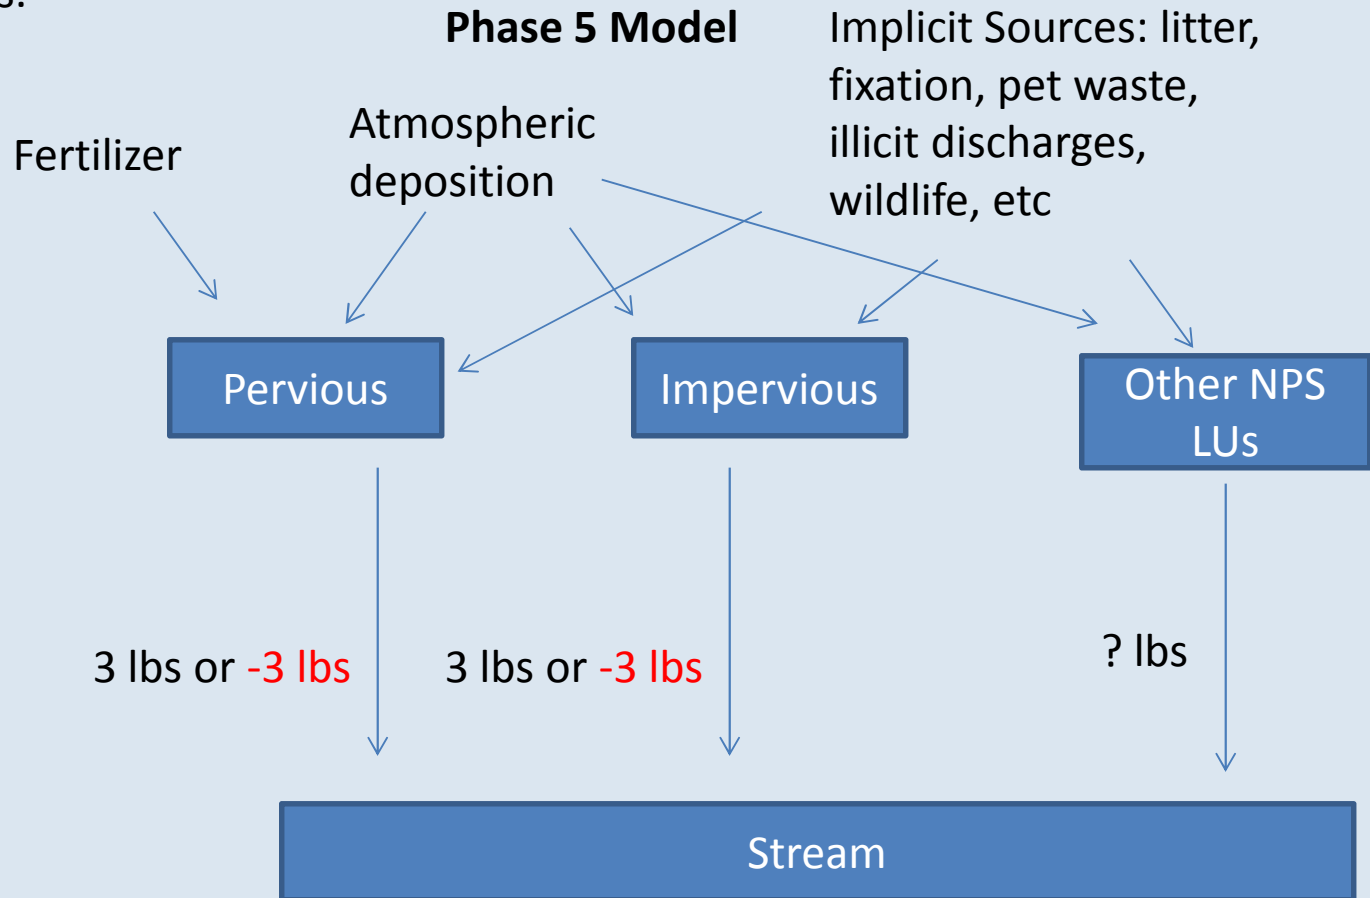 s.
Phase 5 Model
Implicit Sources: litter,
fixation, pet waste,
illicit discharges,
wildlife, etc
Atmospheric
deposition
Fertilizer
Pervious
Impervious
Other NPS
LUs
3 lbs or -3 lbs
3 lbs or -3 lbs
? lbs
Stream